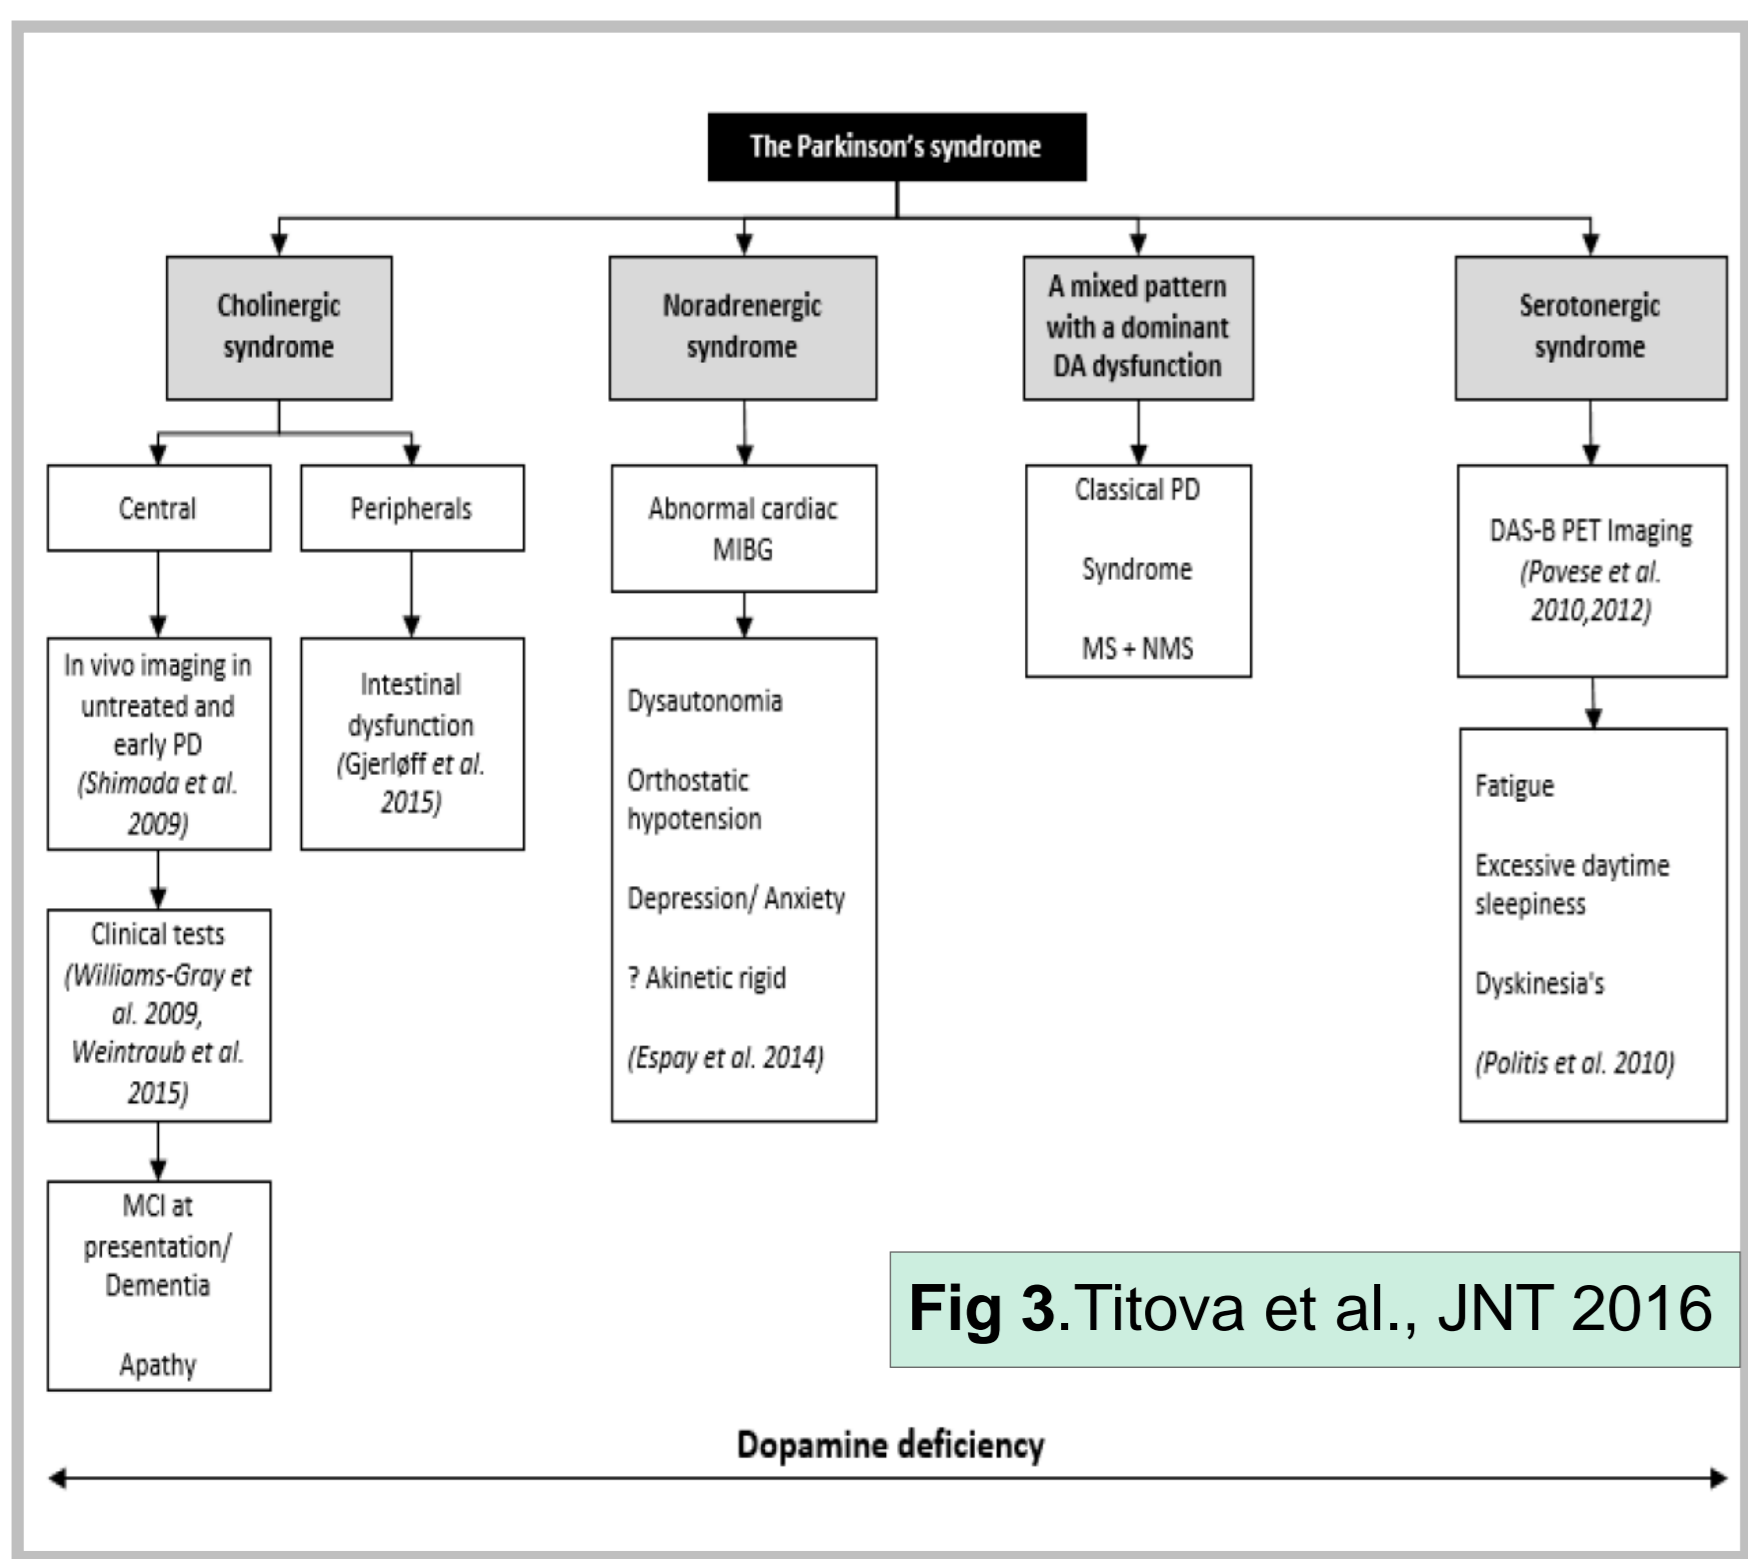 The Parkinson's syndrome
Cholinergic
syndrome
Noradrenergic
syndrome
A mixed pattern
with a dominant
DA dysfunction
Serotonergic
syndrome
Central
Peripherals
Abnormal cardiac
MIBG
Classical PD
Syndrome
MS + NMS
DAS-B PET Imaging
(Pavese et al.
2010,2012)
In vivo imaging in
untreated and
early PD
(Shimada et al.
2009)
Intestinal
dysfunction
(Gjerløff et al.
2015)
Dysautonomia
Orthostatic
hypotension
Depression/ Anxiety
? Akinetic rigid
(Espay et al. 2014)
Fatigue
Excessive daytime
sleepiness
Dyskinesia's
(Politis et al. 2010)
Clinical tests
(Williams-Gray et
al. 2009,
Weintraub et al.
2015)
MCI at
presentation/
Dementia
Apathy
Fig 3.Titova et al., JNT 2016
Dopamine deficiency